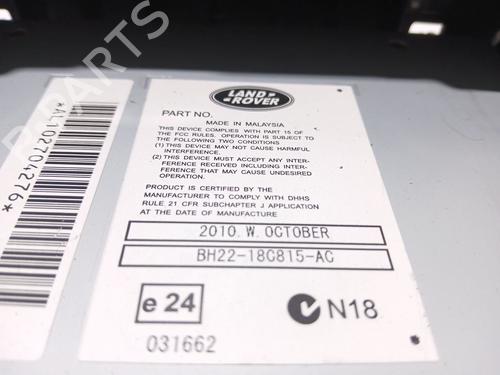 LAND
ROVER
PART NO.
MADE IN MALAYSIA
THIS DEVICE COMPLIES WITH PART 15 OF
THE FCC RULES. OPERATION IS SUBJECT TO
THE FOLLOWING TWO CONDITIONS
(1) THIS DEVICE MAY NOT CAUSE HARMFUL
INTERFERENCE.
(2) THIS DEVICE MUST ACCEPT ANY INTER-
FERENCE RECEIVED INCLUDING INTER-
FERENCE THAT MAY CAUSE UNDESIRED
OPERATION.
PRODUCT IS CERTIFIED BY THE
MANUFACTURER TO COMPLY WITH DHHS
RULE 21 CFR SUBCHAPTER J APPLICATION
AT THE DATE OF MANUFACTURE
2010. W. OCTOBER
BH22-18C815-AC
e 24
N18
031662
*AL102704276*
B-PARTS